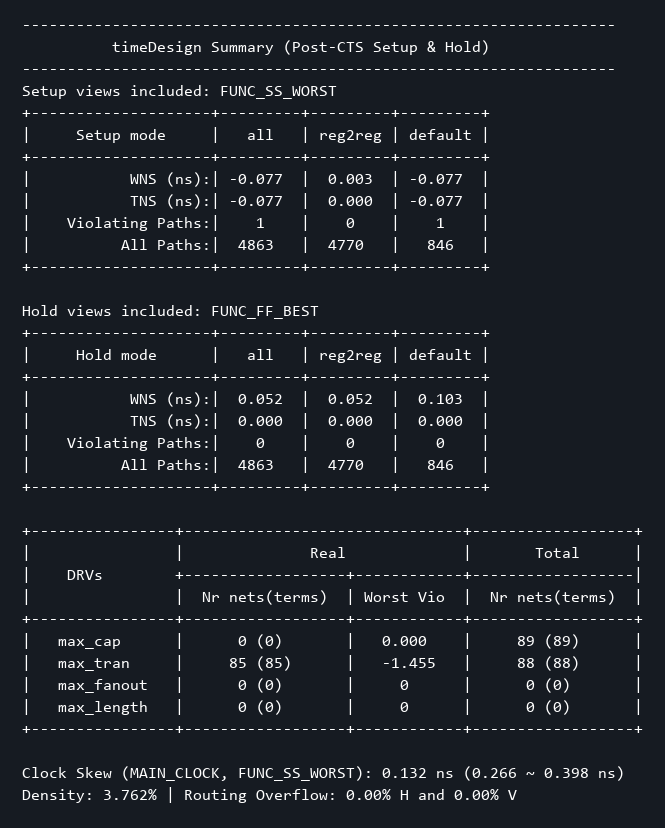 ------------------------------------------------------------------
timeDesign Summary (Post-CTS Setup & Hold)
------------------------------------------------------------------
Setup views included: FUNC_SS_WORST
+--------------------+---------+---------+---------+
|     Setup mode     |   all   | reg2reg | default |
+--------------------+---------+---------+---------+
|           WNS (ns):| -0.077  |  0.003  | -0.077  |
|           TNS (ns):| -0.077  |  0.000  | -0.077  |
|    Violating Paths:|    1    |    0    |    1    |
|          All Paths:|  4863   |  4770   |   846   |
+--------------------+---------+---------+---------+
Hold views included: FUNC_FF_BEST
+--------------------+---------+---------+---------+
|     Hold mode      |   all   | reg2reg | default |
+--------------------+---------+---------+---------+
|           WNS (ns):|  0.052  |  0.052  |  0.103  |
|           TNS (ns):|  0.000  |  0.000  |  0.000  |
|    Violating Paths:|    0    |    0    |    0    |
|          All Paths:|  4863   |  4770   |   846   |
+--------------------+---------+---------+---------+
+----------------+-------------------------------+------------------+
|                |              Real             |       Total      |
|    DRVs        +------------------+------------+------------------|
|                |  Nr nets(terms)  | Worst Vio  |  Nr nets(terms)  |
+----------------+------------------+------------+------------------+
|   max_cap      |      0 (0)       |   0.000    |     89 (89)      |
|   max_tran     |     85 (85)      |   -1.455   |     88 (88)      |
|   max_fanout   |      0 (0)       |     0      |      0 (0)       |
|   max_length   |      0 (0)       |     0      |      0 (0)       |
+----------------+------------------+------------+------------------+
Clock Skew (MAIN_CLOCK, FUNC_SS_WORST): 0.132 ns (0.266 ~ 0.398 ns)
Density: 3.762% | Routing Overflow: 0.00% H and 0.00% V